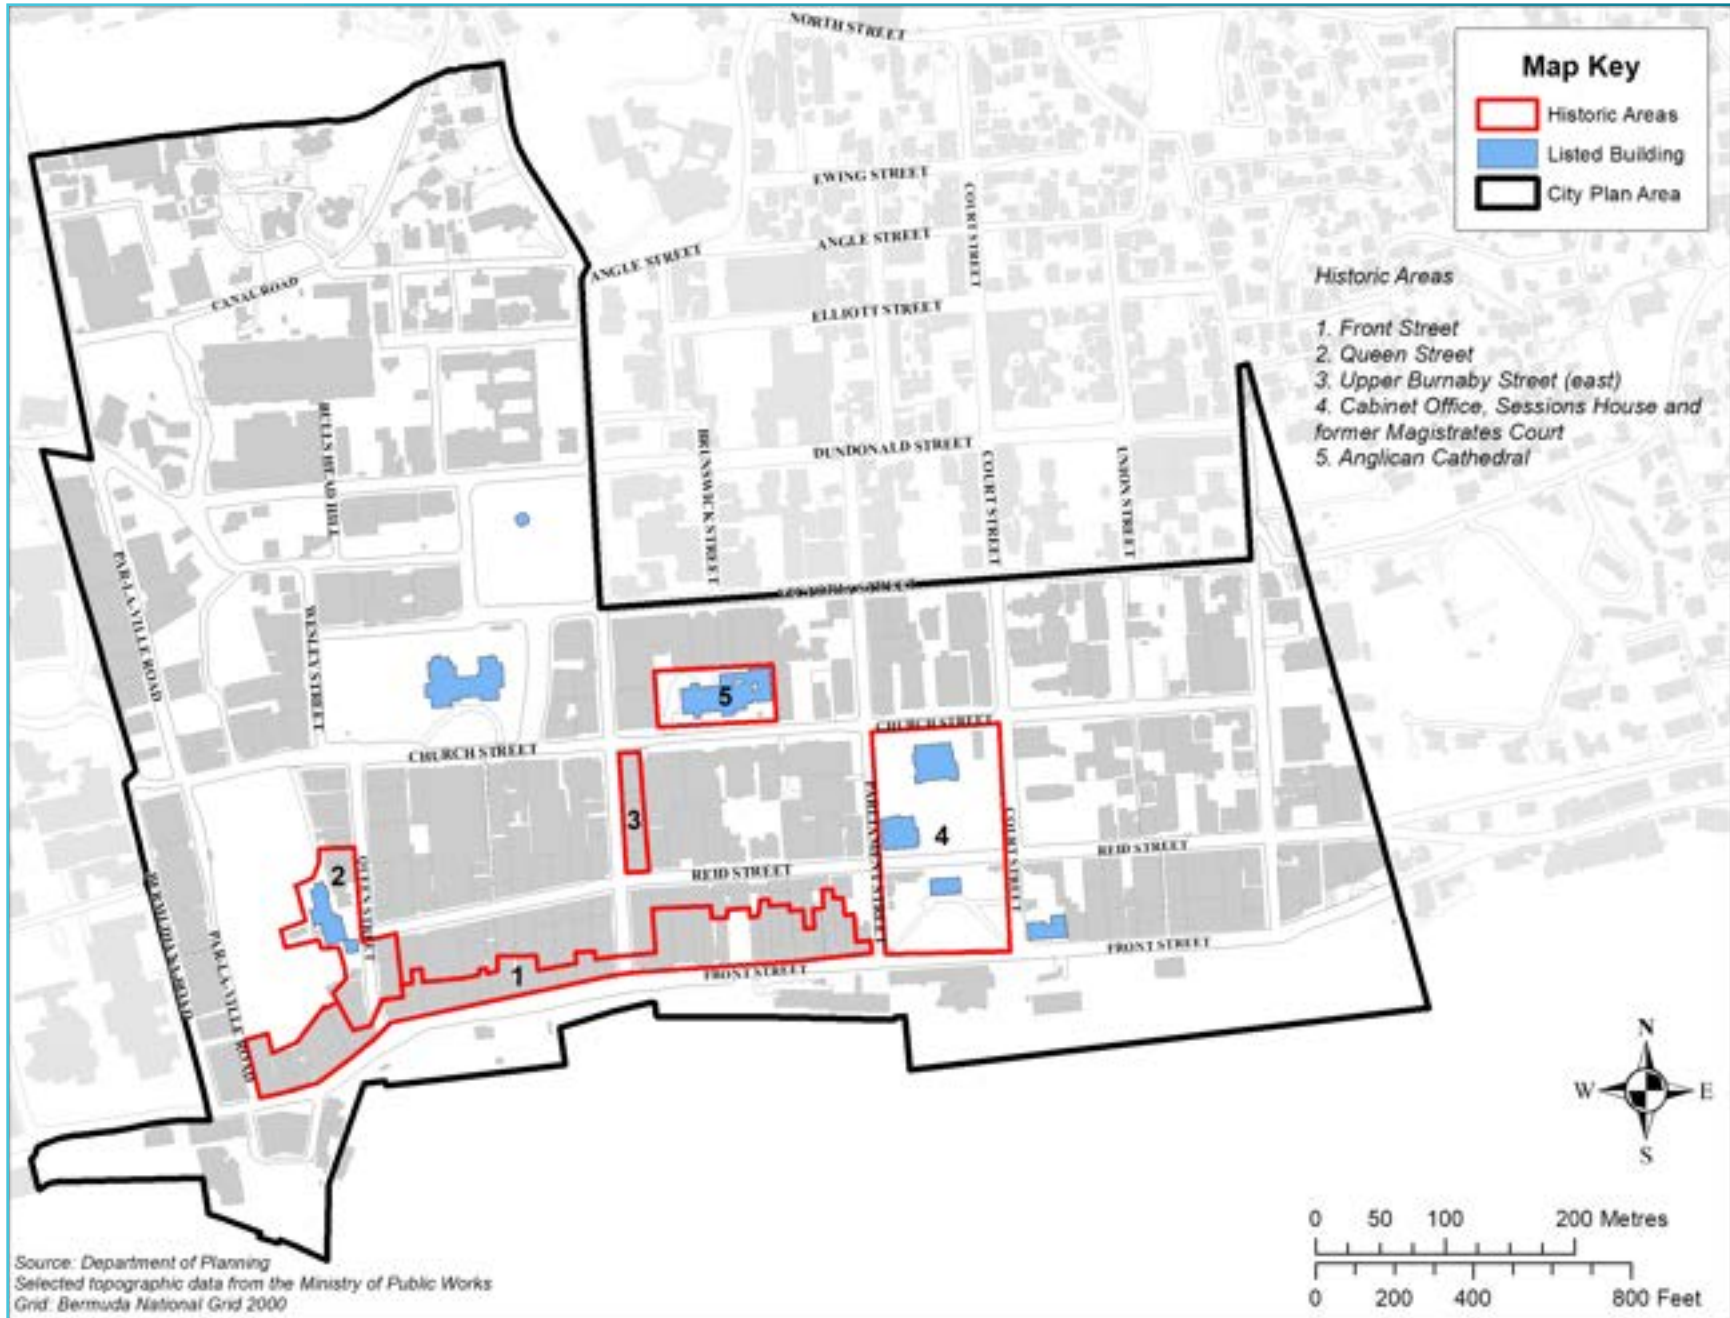 NORTH STREET
Map Key
Historic Areas
Listed Building
City Plan Area
EWING STREET
COURT STREET
ANGLE STREET
ANGLE STREET
Historic Areas
CANAL ROAD
ELLIOTT STREET
1. Front Street
2. Queen Street
3. Upper Burnaby Street (east)
4. Cabinet Office, Sessions House and
former Magistrates Court
5. Anglican Cathedral
BULLS HEAD HILL
BRUNSWICK STREET
DUNDONALD STREET
COURT STREET
UNION STREET
PAR-LA-VILLE ROAD
WESLEY STREET
5
CHURCH STREET
CHURCH STREET
3
PARLIAMENT STREET
4
COURT STREET
REID STREET
REID STREET
2
QUEEN STREET
BERMUDIANA ROAD
PAR-LA-VILLE ROAD
1
FRONT STREET
FRONT STREET
N
W
E
S
0 50 100 200 Metres
0 200 400 800 Feet
Source: Department of Planning
Selected topographic data from the Ministry of Public Works
Grid: Bermuda National Grid 2000